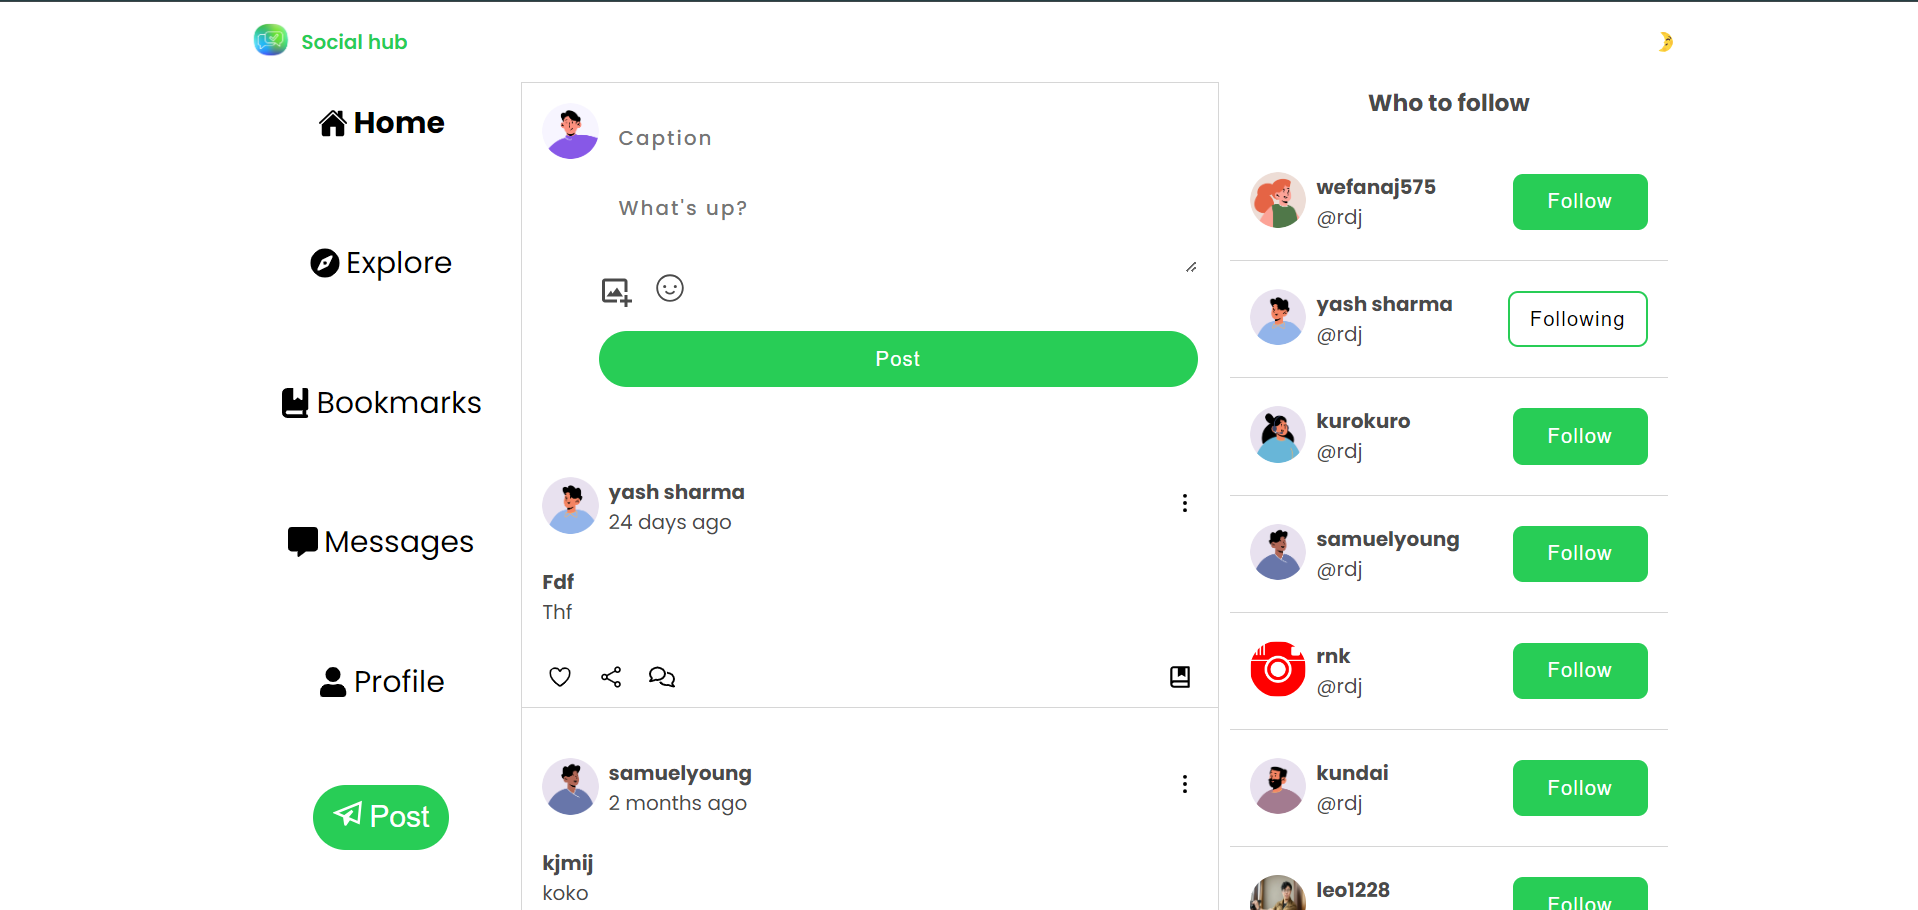 Social hub
Home
Explore
Bookmarks
Messages
Profile
Post
Caption
What's up?
Post
yash sharma
24 days ago
Fdf
Thf
samuelyoung
2 months ago
kjmij
koko
Who to follow
wefanaj575
@rdj
Follow
yash sharma
@rdj
Following
kurokuro
@rdj
Follow
samuelyoung
@rdj
Follow
rnk
@rdj
Follow
kundai
@rdj
Follow
leo1228
Follow